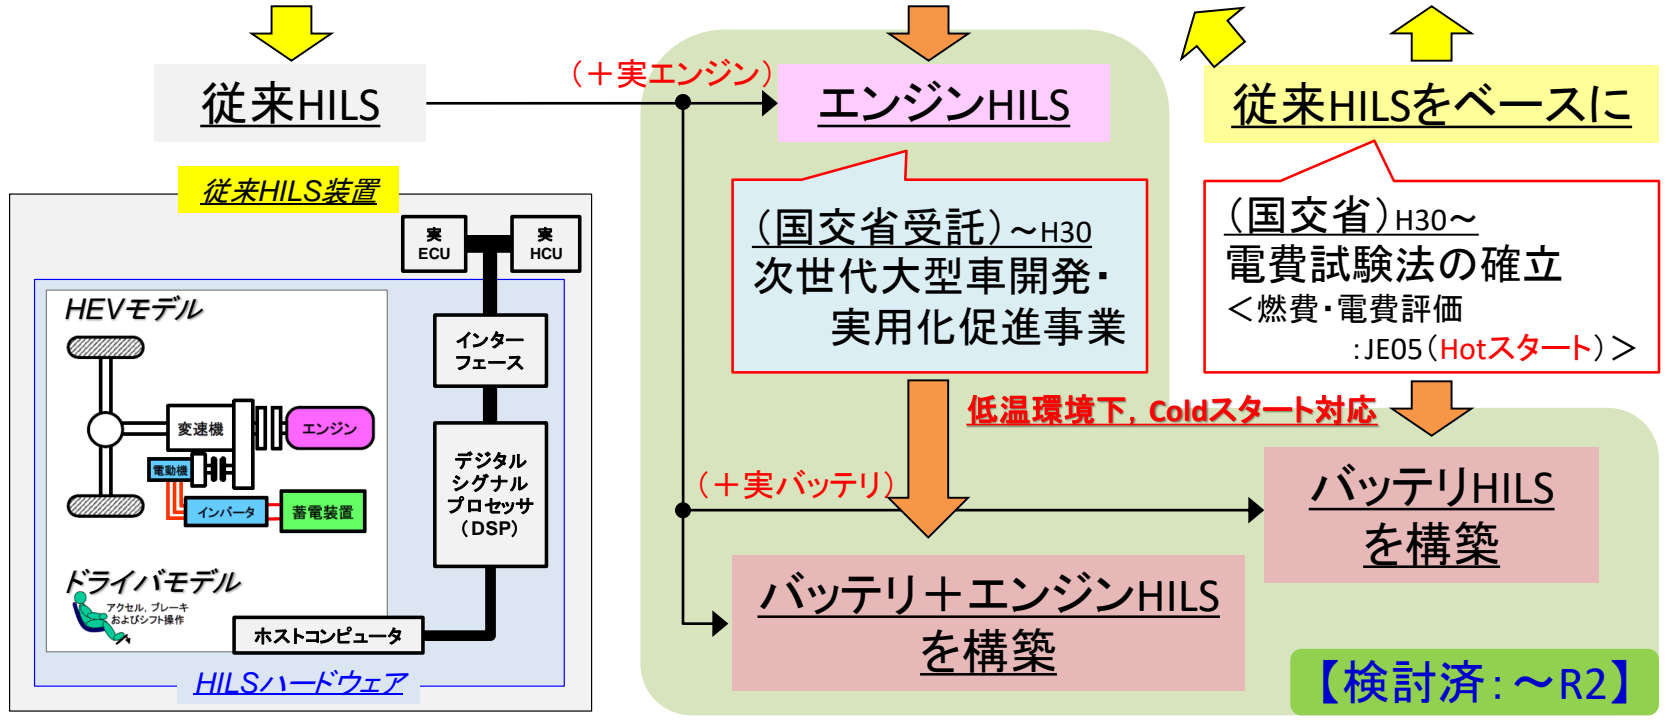 従来HILS
(＋実エンジン)
エンジンHILS
従来HILSをベースに
従来HILS装置
実
ECU
実
HCU
HEVモデル
インター
フェース
変速機
エンジン
電動機
インバータ
蓄電装置
デジタル
シグナル
プロセッサ
(DSP)
ドライバモデル
アクセル, ブレーキ
およびシフト操作
ホストコンピュータ
HILSハードウェア
(国交省受託)～H30
次世代大型車開発・
実用化促進事業
(国交省)H30～
電費試験法の確立
＜燃費・電費評価
:JE05(Hotスタート)＞
低温環境下, Coldスタート対応
(＋実バッテリ)
バッテリHILS
を構築
バッテリ＋エンジンHILS
を構築
【検討済:～R2】